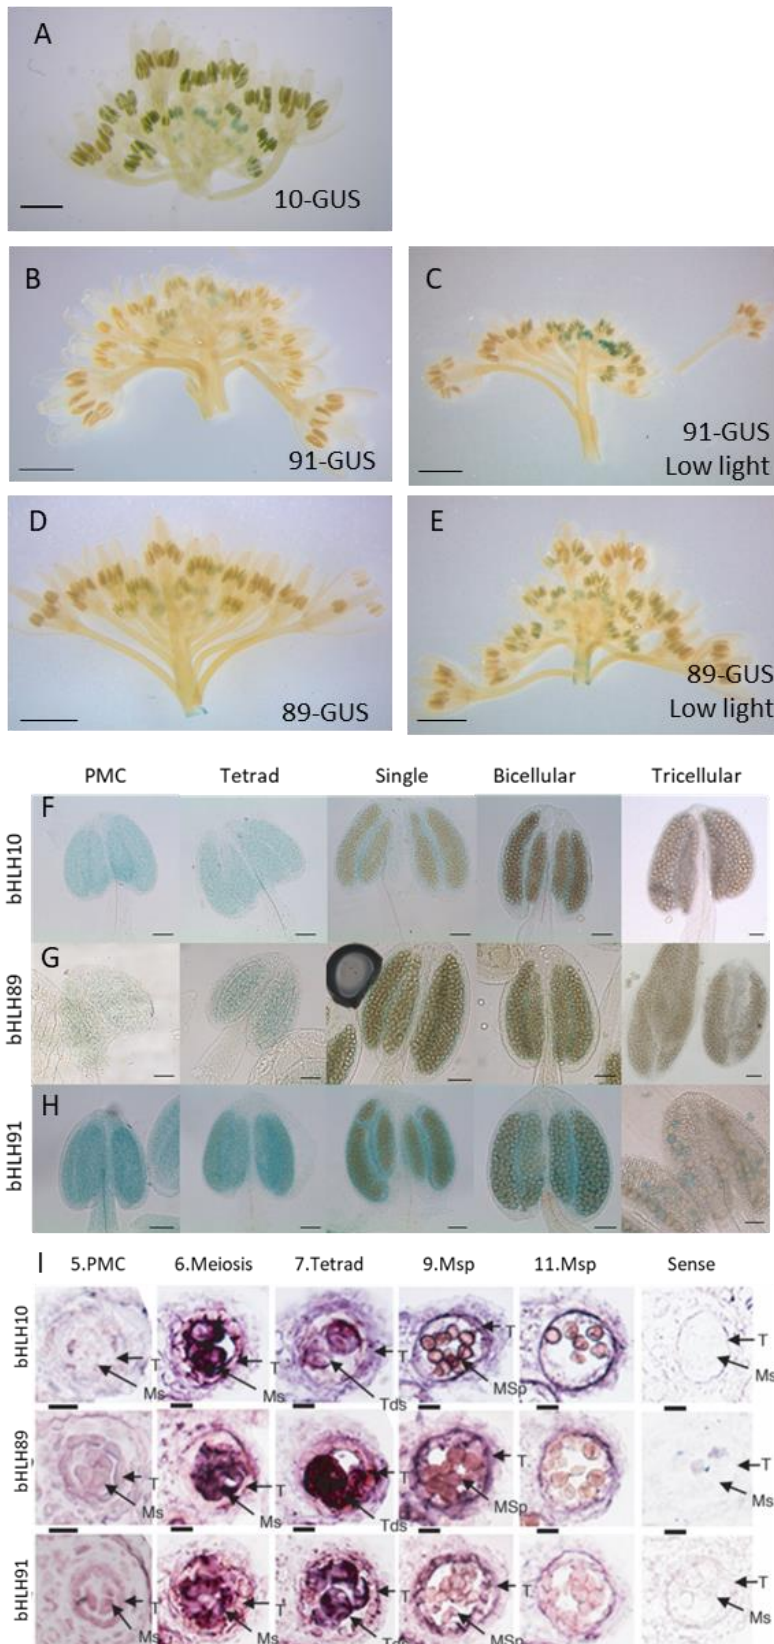 A
10-GUS
B
91-GUS
C
91-GUS
Low light
D
89-GUS
E
89-GUS
Low light
PMC Tetrad Single Bicellular Tricellular
F
bHLH10
G
bHLH89
H
bHLH91
I 5.PMC 6.Meiosis 7.Tetrad 9.Msp 11.Msp Sense
bHLH10
T T T T T
Ms Ms Tds MSp Ms
bHLH89
T T T T T
Ms Ms Tds MSp Ms
bHLH91
T T T T T
Ms Ms Tds MSp Ms